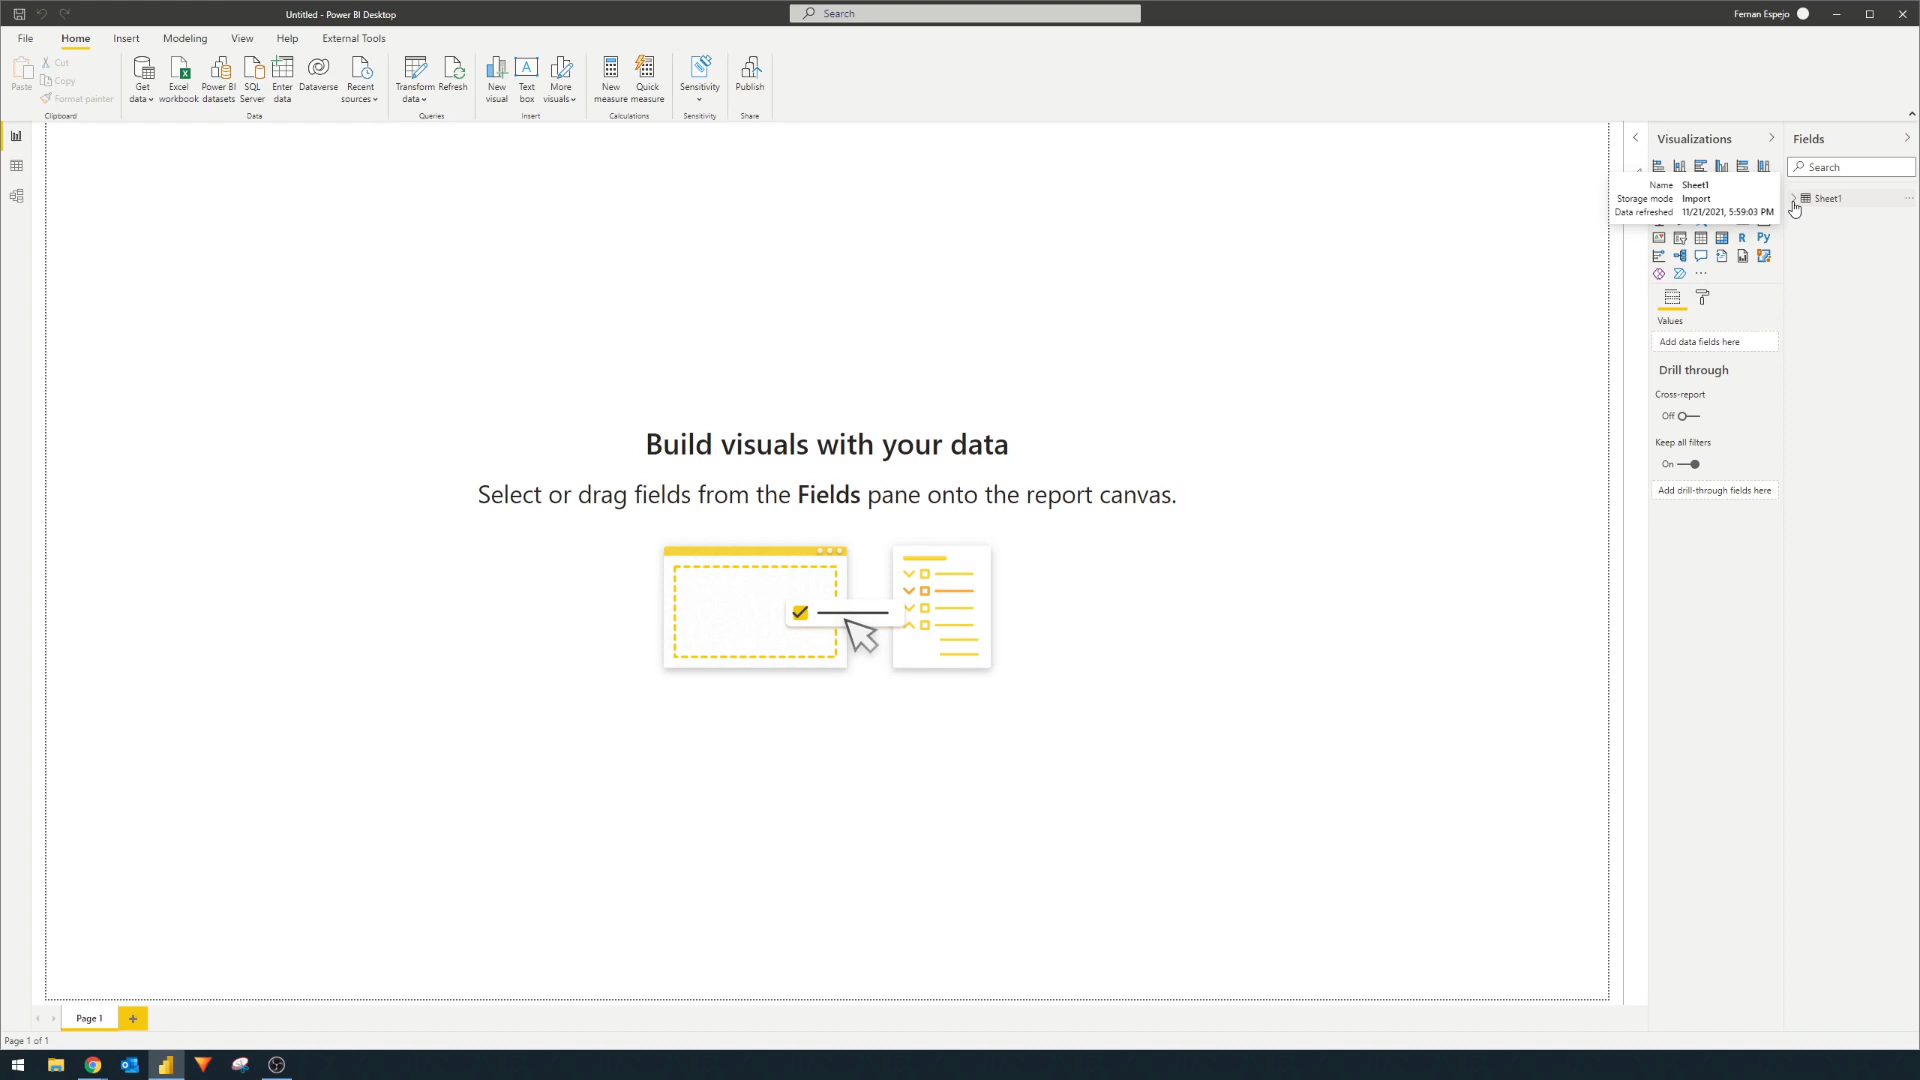 Untitled - Power BI Desktop
Search
Fernan Espejo
File
Home
Insert
Modeling
View
Help
External Tools
Paste
Cut
Copy
Format painter
Clipboard
Get data
Excel workbook
Power BI datasets
SQL Server
Enter data
Dataverse
Recent sources
Data
Transform data
Refresh
Queries
New visual
Text box
More visuals
Insert
New measure
Quick measure
Calculations
Sensitivity
Sensitivity
Publish
Share
Visualizations
Fields
Search
Name Sheet1
Storage mode Import
Data refreshed 11/21/2021, 5:59:03 PM
Sheet1
R
Py
Values
Add data fields here
Drill through
Cross-report
Off
Keep all filters
On
Add drill-through fields here
Build visuals with your data
Select or drag fields from the Fields pane onto the report canvas.
Page 1
Page 1 of 1